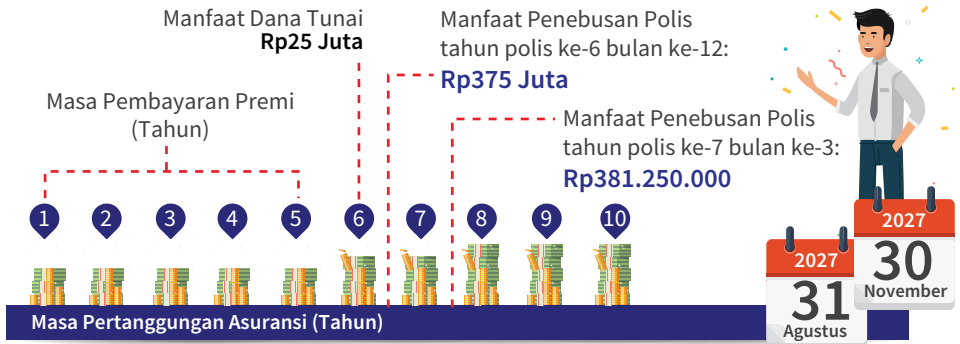 Manfaat Dana Tunai
Rp25 Juta
Manfaat Penebusan Polis
tahun polis ke-6 bulan ke-12:
Rp375 Juta
Masa Pembayaran Premi
(Tahun)
Manfaat Penebusan Polis
tahun polis ke-7 bulan ke-3:
Rp381.250.000
1 2 3 4 5 6 7 8 9 10
2027
30
November
2027
31
Agustus
Masa Pertanggungan Asuransi (Tahun)